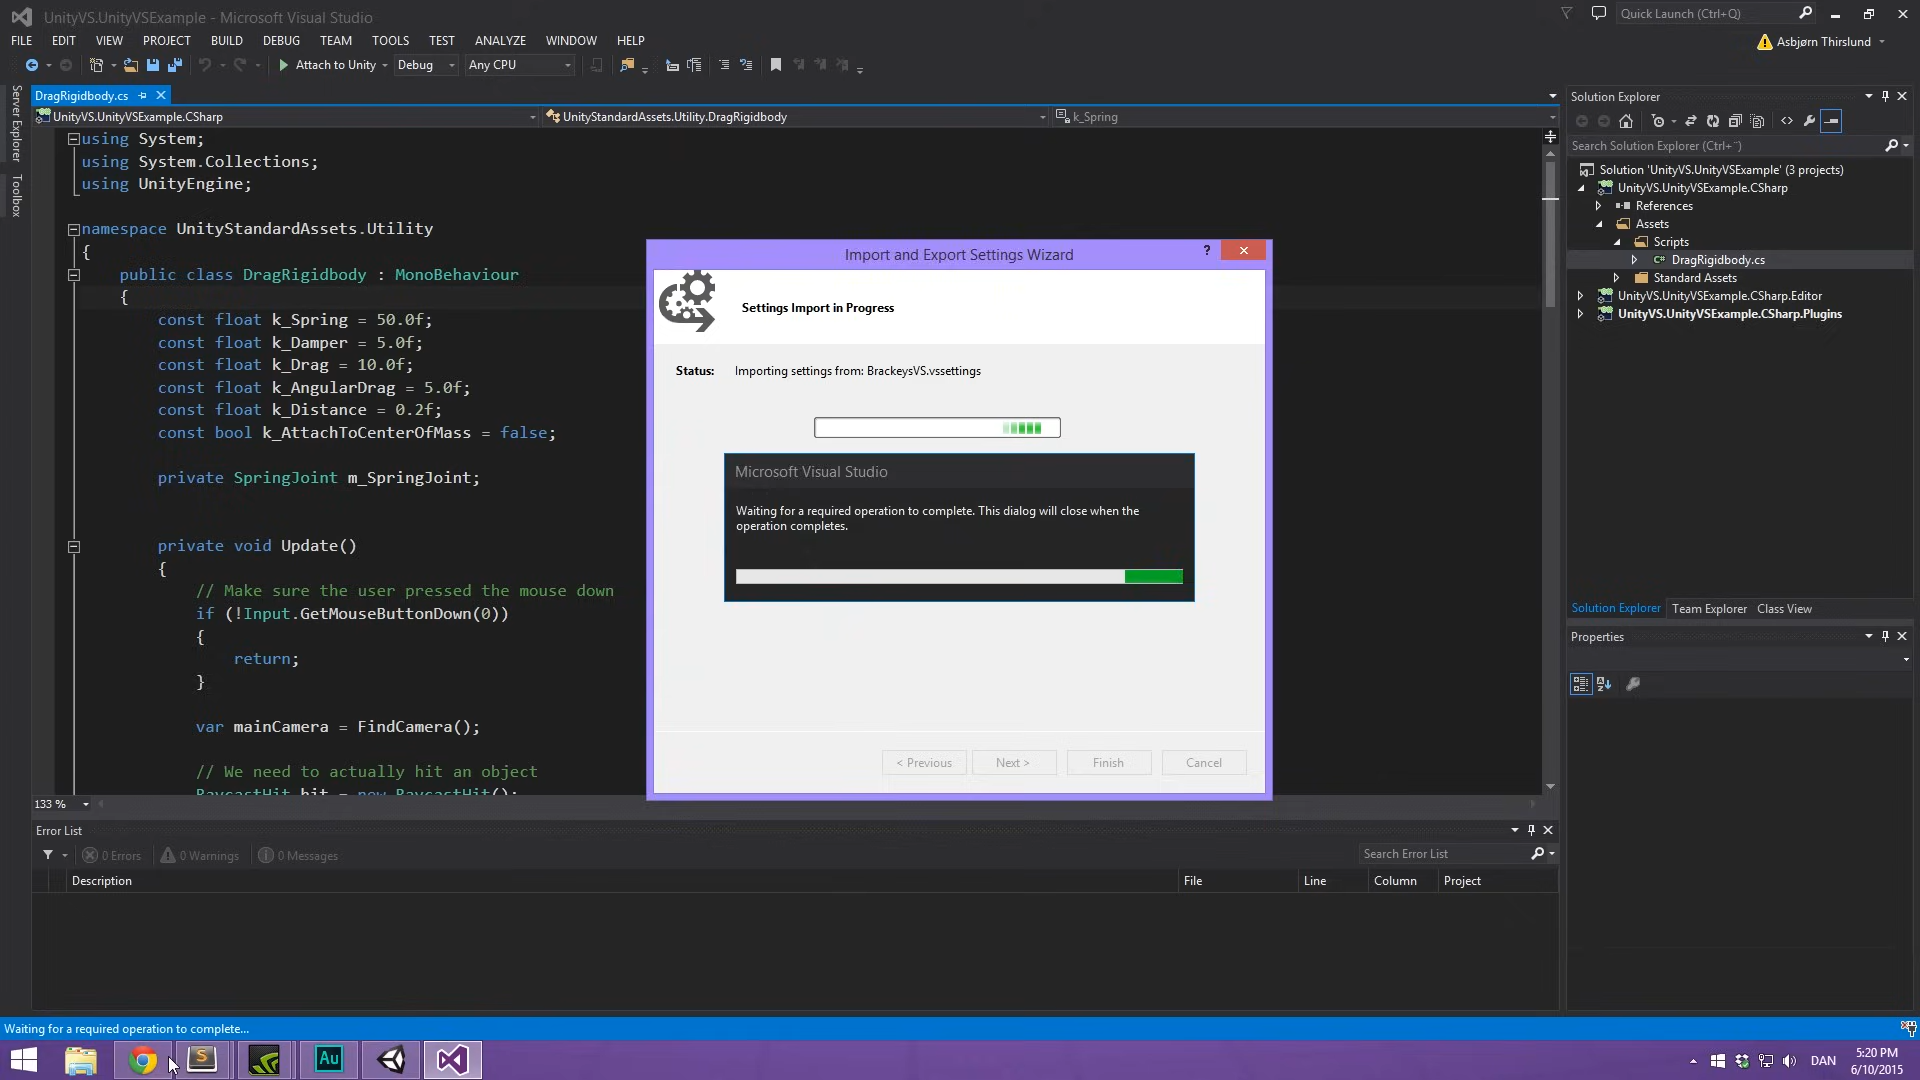 UnityVS.UnityVSExample - Microsoft Visual Studio
Quick Launch (Ctrl+Q)
FILE EDIT VIEW PROJECT BUILD DEBUG TEAM TOOLS TEST ANALYZE WINDOW HELP
Asbjørn Thirslund
Attach to Unity Debug Any CPU
Server Explorer
Toolbox
DragRigidbody.cs
UnityVS.UnityVSExample.CSharp
UnityStandardAssets.Utility.DragRigidbody
k_Spring
using System;
using System.Collections;
using UnityEngine;
namespace UnityStandardAssets.Utility
{
public class DragRigidbody : MonoBehaviour
{
const float k_Spring = 50.0f;
const float k_Damper = 5.0f;
const float k_Drag = 10.0f;
const float k_AngularDrag = 5.0f;
const float k_Distance = 0.2f;
const bool k_AttachToCenterOfMass = false;
private SpringJoint m_SpringJoint;
private void Update()
{
// Make sure the user pressed the mouse down
if (!Input.GetMouseButtonDown(0))
{
return;
}
var mainCamera = FindCamera();
// We need to actually hit an object
RaycastHit hit = new RaycastHit();
133 %
Import and Export Settings Wizard
?
Settings Import in Progress
Status: Importing settings from: BrackeysVS.vssettings
Microsoft Visual Studio
Waiting for a required operation to complete. This dialog will close when the
operation completes.
< Previous Next > Finish Cancel
Solution Explorer
Search Solution Explorer (Ctrl+¨)
Solution 'UnityVS.UnityVSExample' (3 projects)
UnityVS.UnityVSExample.CSharp
References
Assets
Scripts
C# DragRigidbody.cs
Standard Assets
UnityVS.UnityVSExample.CSharp.Editor
UnityVS.UnityVSExample.CSharp.Plugins
Solution Explorer Team Explorer Class View
Properties
Error List
0 Errors 0 Warnings 0 Messages
Search Error List
Description File Line Column Project
Waiting for a required operation to complete...
S
Au
DAN
5:20 PM
6/10/2015